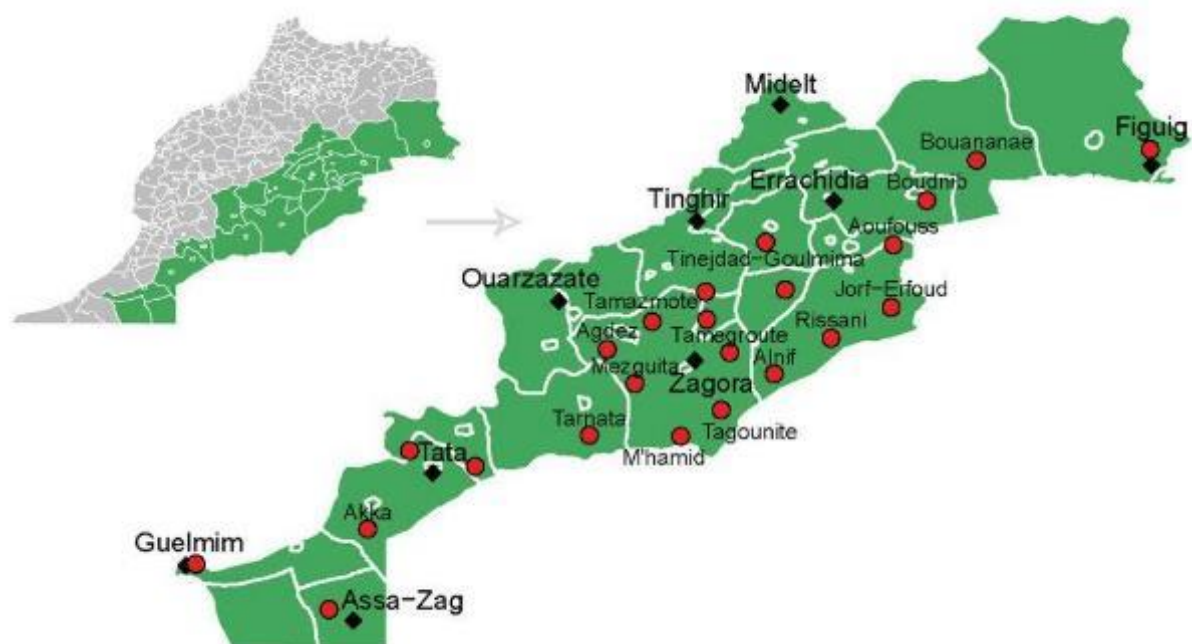 Midelt
Figuig
Bouananae
Errachidia
Boudnib
Tinghir
Aoufouss
Tinejdad-Goulmima
Ouarzazate
Jorf-Erfoud
Tamazmote
Rissani
Agdez
Tamegroute
Alnif
Mezguita
Zagora
Tarnata
Tagounite
M'hamid
Tata
Akka
Guelmim
Assa-Zag